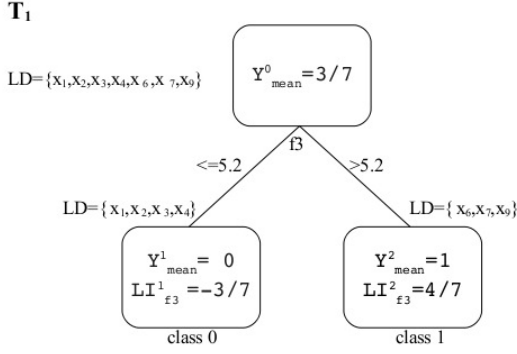 T₁
LD={x₁,x₂,x₃,x₄,x₆,x₇,x₉}
Y⁰mean=3/7
f3
<=5.2
>5.2
LD={x₁,x₂,x₃,x₄}
LD={x₆,x₇,x₉}
Y¹mean= 0
LI¹f3=-3/7
Y²mean=1
LI²f3=4/7
class 0
class 1